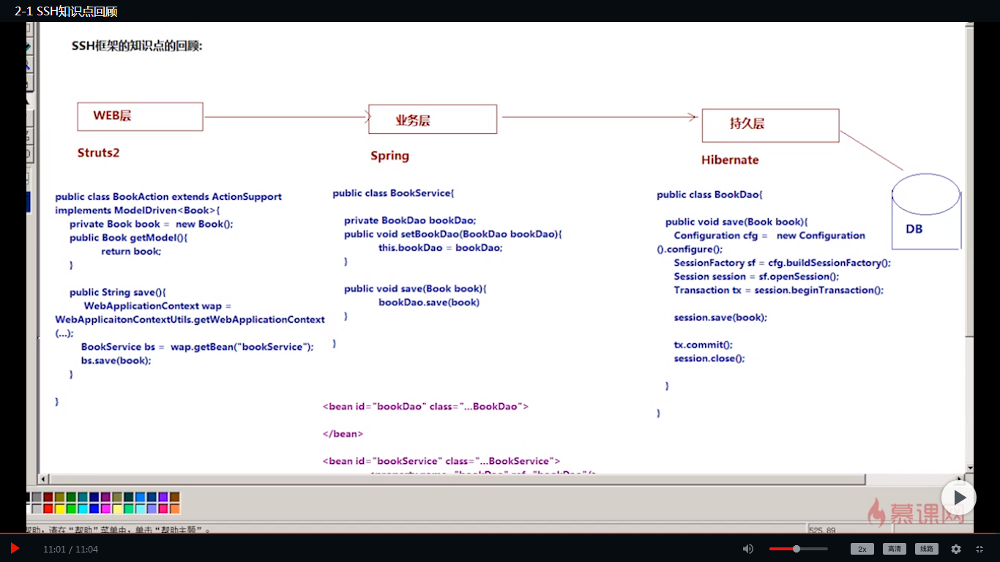 2-1 SSH知识点回顾
SSH框架的知识点的回顾:
WEB层
业务层
持久层
Struts2
Spring
Hibernate
DB
public class BookAction extends ActionSupport
implements ModelDriven<Book>{
private Book book = new Book();
public Book getModel(){
return book;
}
public String save(){
WebApplicationContext wap =
WebApplicaitonContextUtils.getWebApplicationContext
(...);
BookService bs = wap.getBean("bookService");
bs.save(book);
}
}
public class BookService{
private BookDao bookDao;
public void setBookDao(BookDao bookDao){
this.bookDao = bookDao;
}
public void save(Book book){
bookDao.save(book)
}
}
<bean id="bookDao" class="...BookDao">
</bean>
<bean id="bookService" class="...BookService">
<property name="bookDao" ref="bookDao"/>
public class BookDao{
public void save(Book book){
Configuration cfg = new Configuration
().configure();
SessionFactory sf = cfg.buildSessionFactory();
Session session = sf.openSession();
Transaction tx = session.beginTransaction();
session.save(book);
tx.commit();
session.close();
}
}
慕课网
帮助，请在“帮助”菜单中，单击“帮助主题”。
525,89
11:01 / 11:04
2x
高清
线路